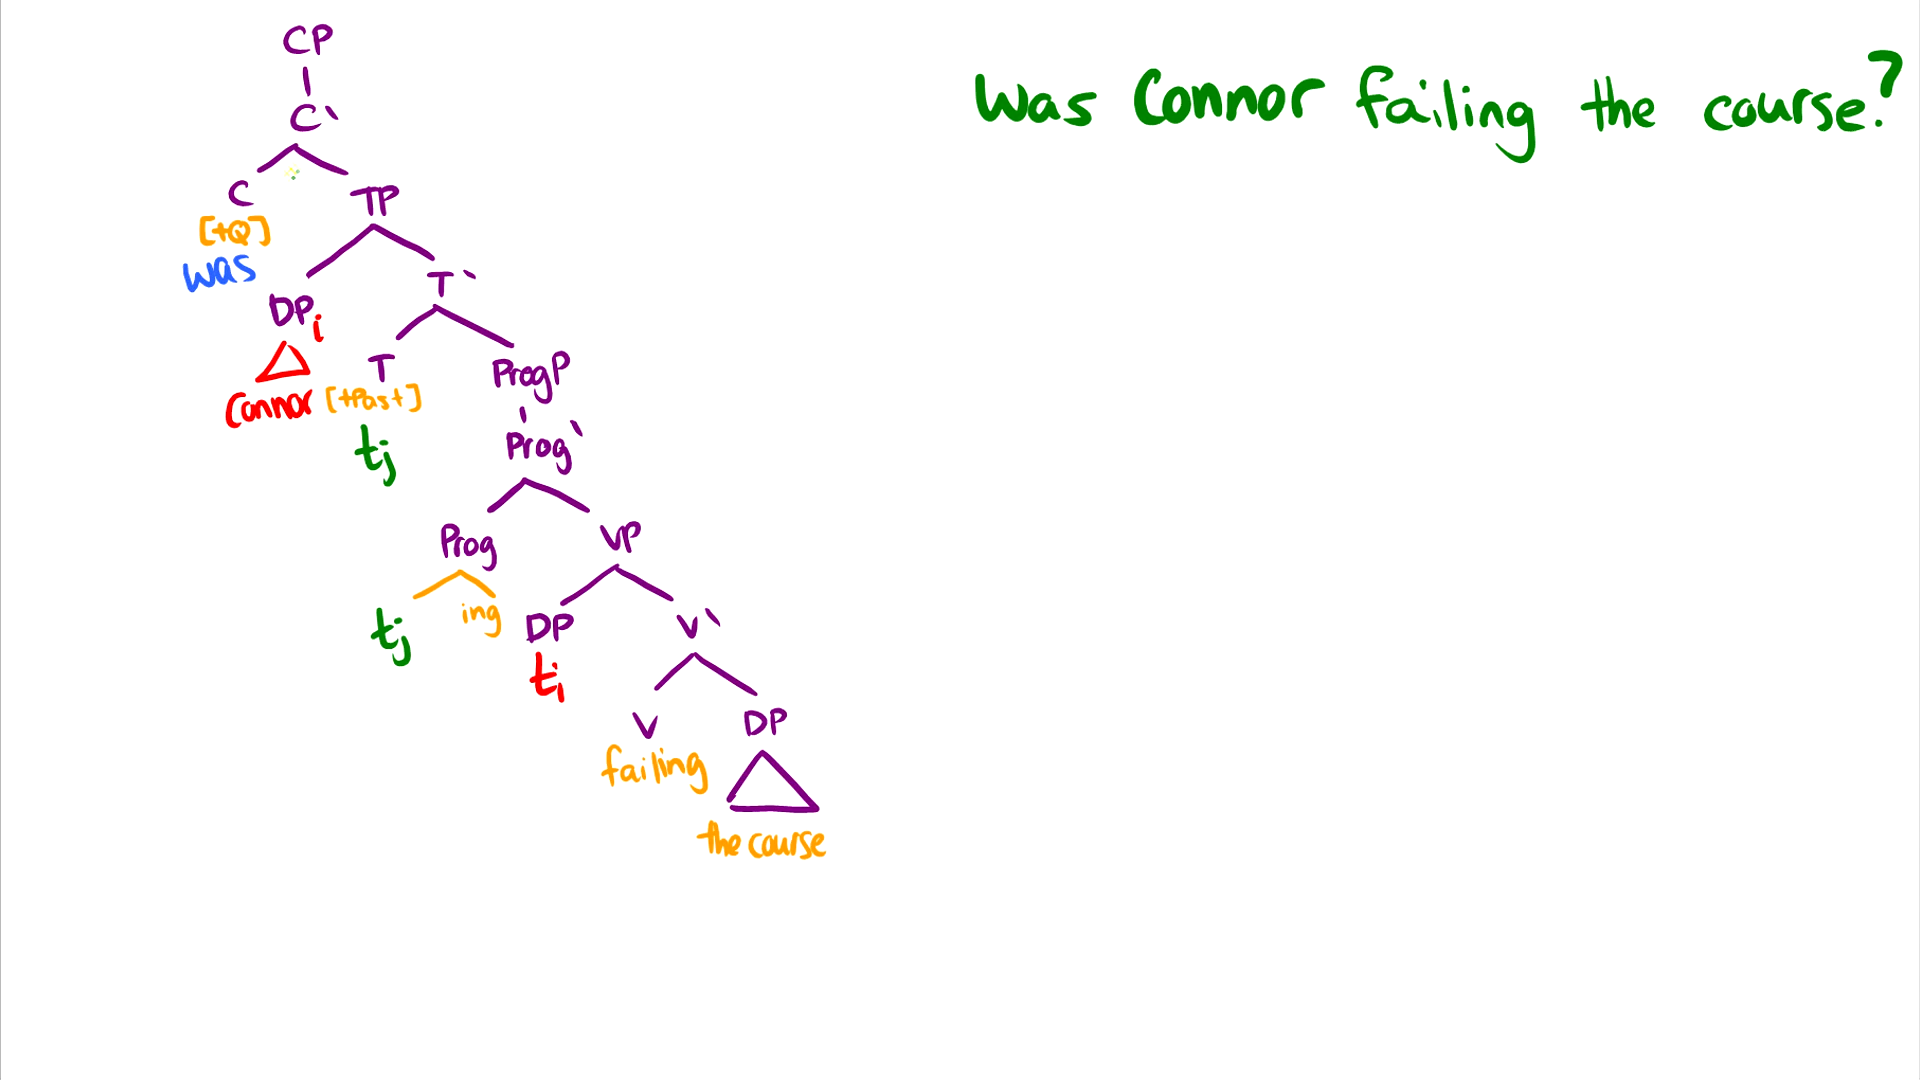 CP
Was Connor failing the course?
C`
C TP
[+Q]
was
T`
DPi
T ProgP
Connor [+Past]
tj
Prog`
Prog VP
tj ing DP V`
ti
V DP
failing
the course